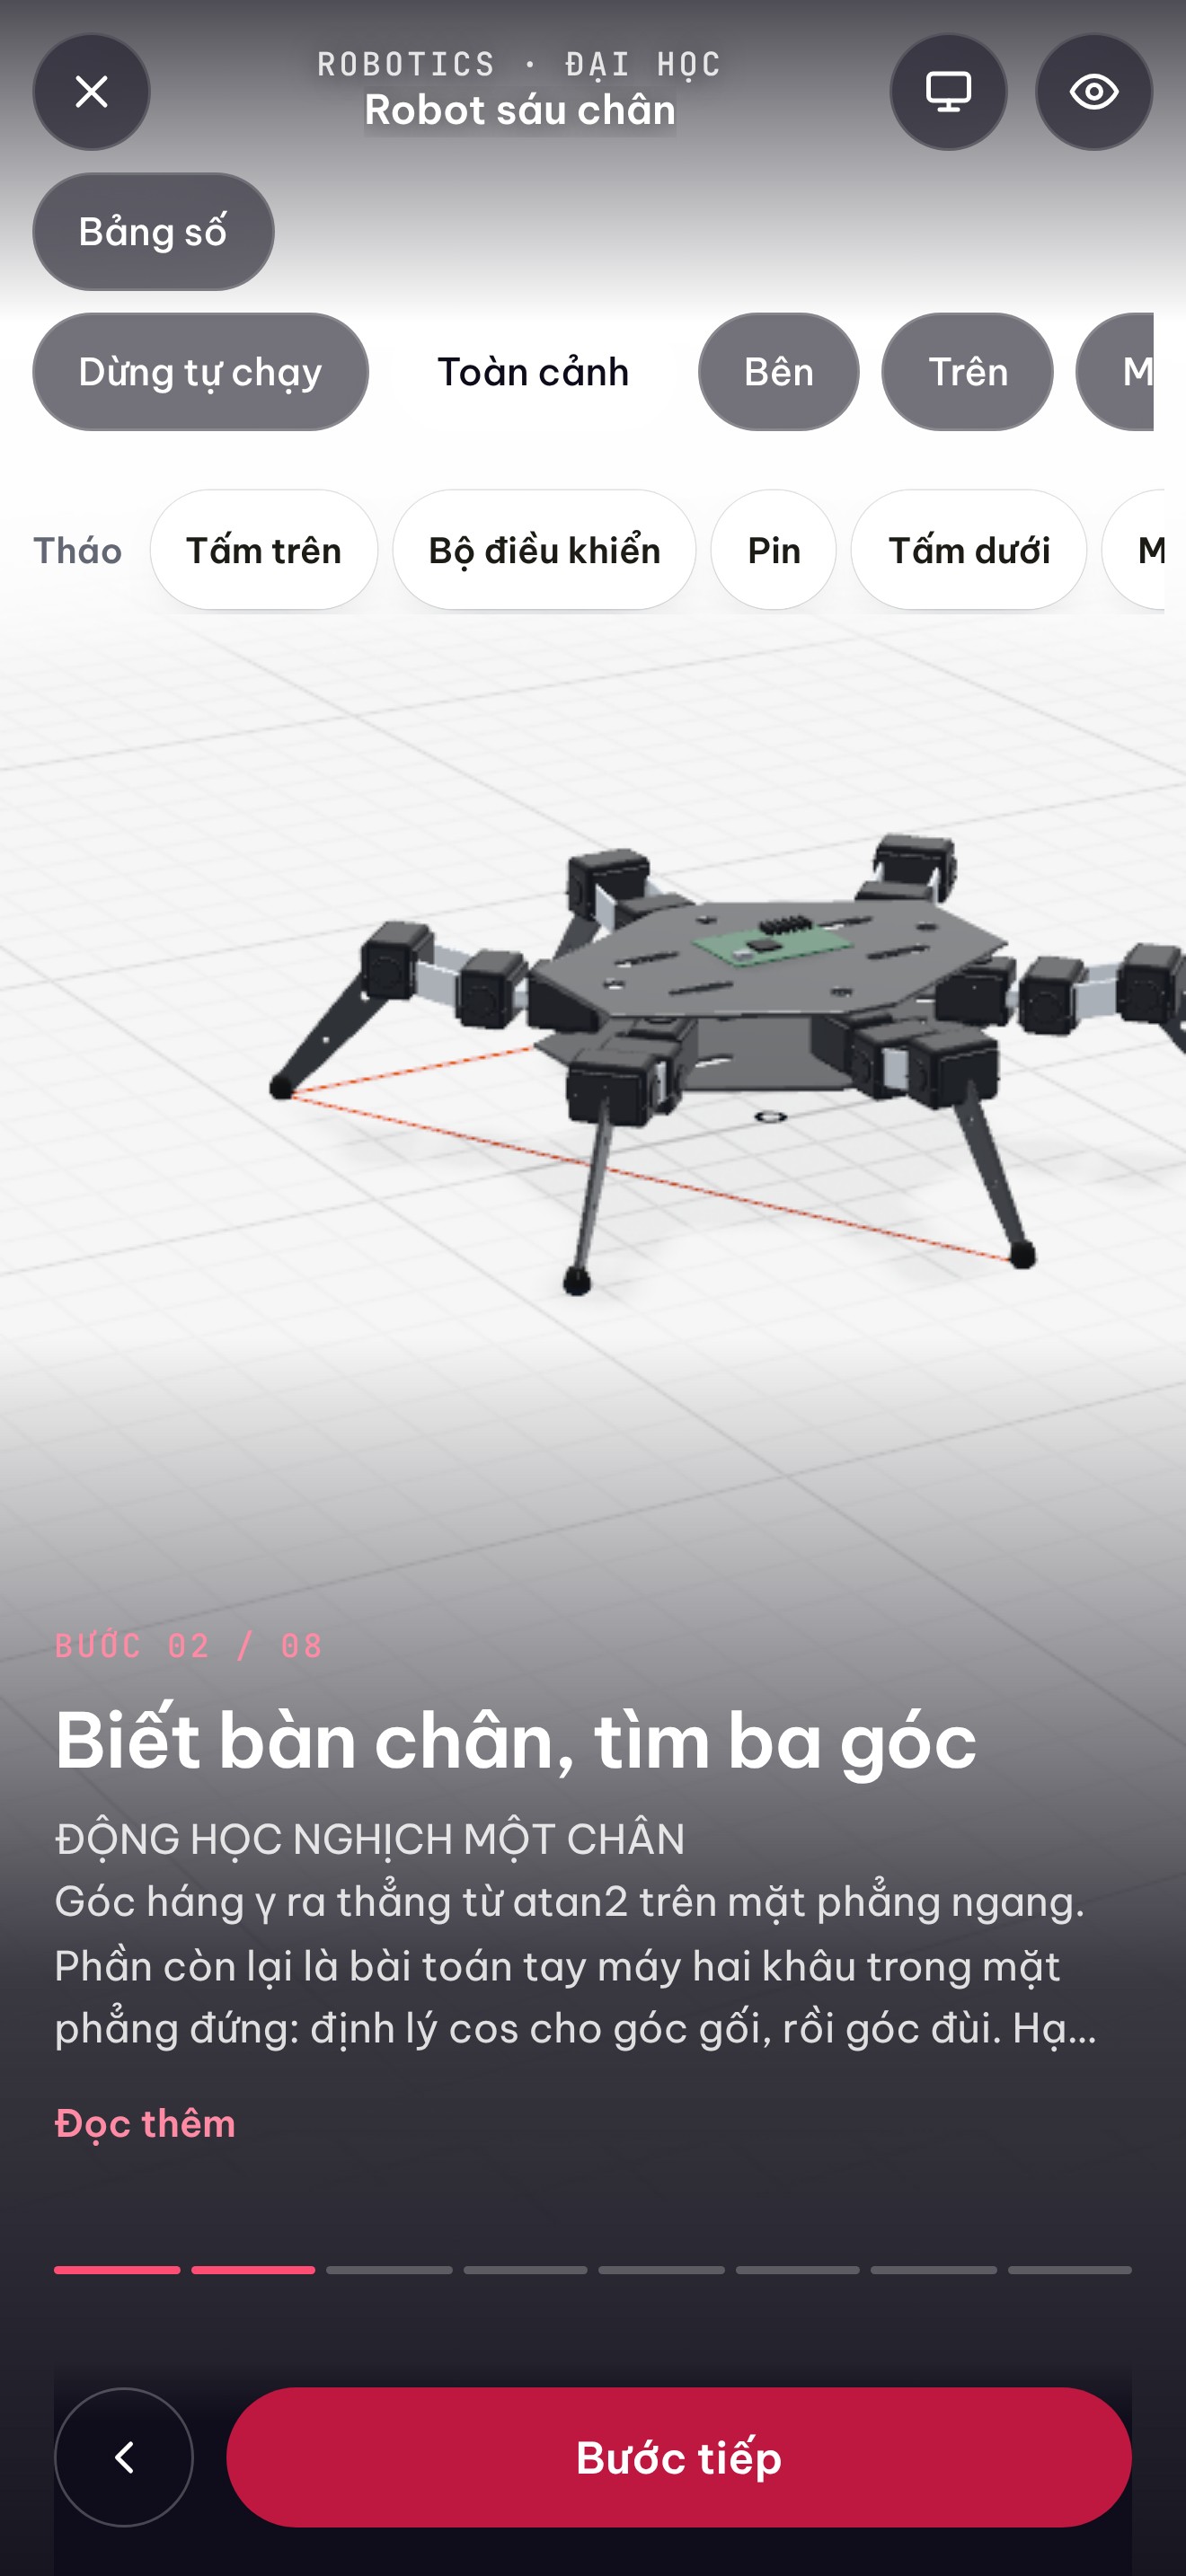 ROBOTICS · ĐẠI HỌC
Robot sáu chân
Bảng số
Dừng tự chạy
Toàn cảnh
Bên
Trên
M
Tháo
Tấm trên
Bộ điều khiển
Pin
Tấm dưới
M
BƯỚC 02 / 08
Biết bàn chân, tìm ba góc
ĐỘNG HỌC NGHỊCH MỘT CHÂN
Góc háng γ ra thẳng từ atan2 trên mặt phẳng ngang.
Phần còn lại là bài toán tay máy hai khâu trong mặt
phẳng đứng: định lý cos cho góc gối, rồi góc đùi. Hạ...
Đọc thêm
Bước tiếp